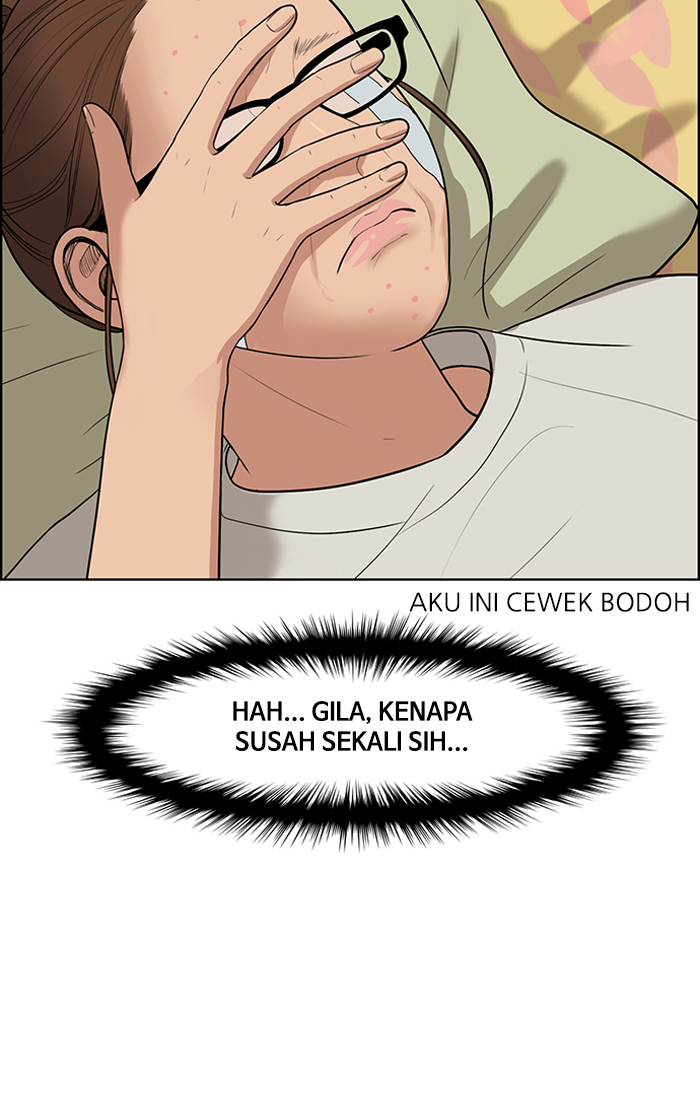 AKU INI CEWEK BODOH
HAH... GILA, KENAPA
SUSAH SEKALI SIH...